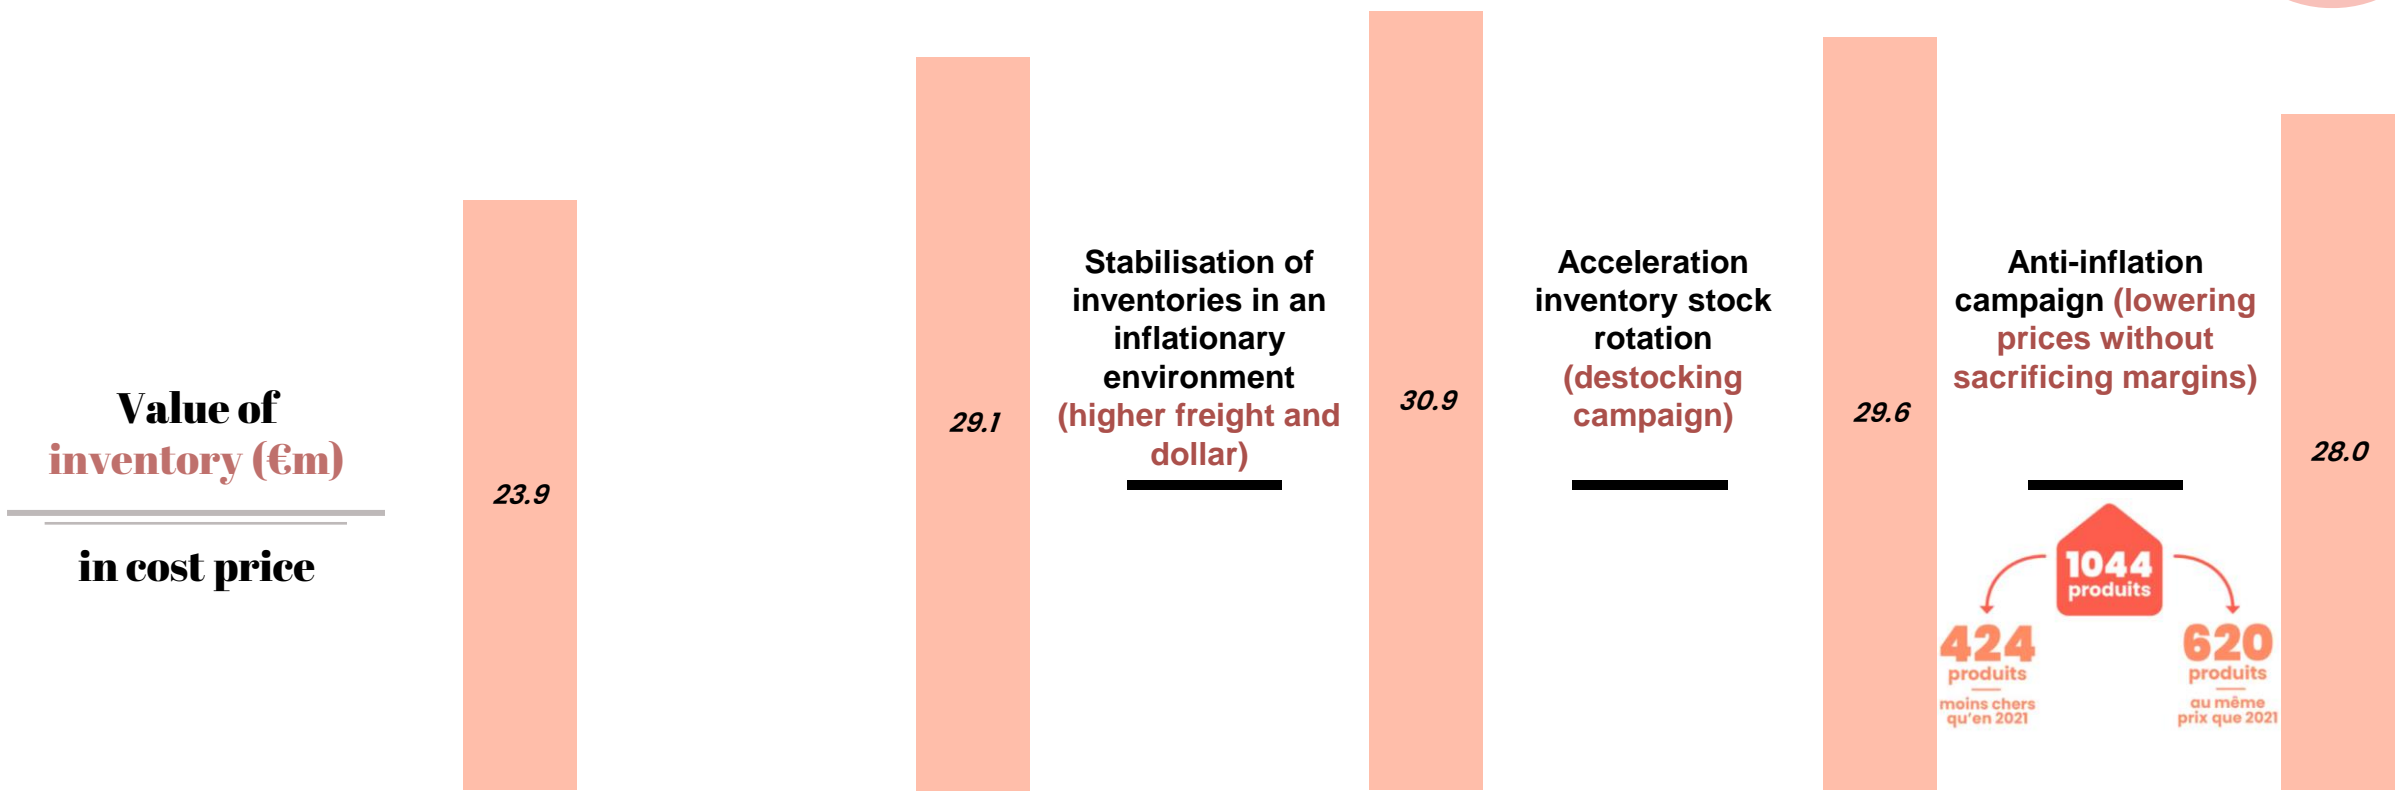 Value of
inventory (€m)
in cost price
23.9
29.1
Stabilisation of
inventories in an
inflationary
environment
(higher freight and
dollar)
30.9
Acceleration
inventory stock
rotation
(destocking
campaign)
29.6
Anti-inflation
campaign (lowering
prices without
sacrificing margins)
1044
produits
424
produits
moins chers
qu'en 2021
620
produits
au même
prix que 2021
28.0